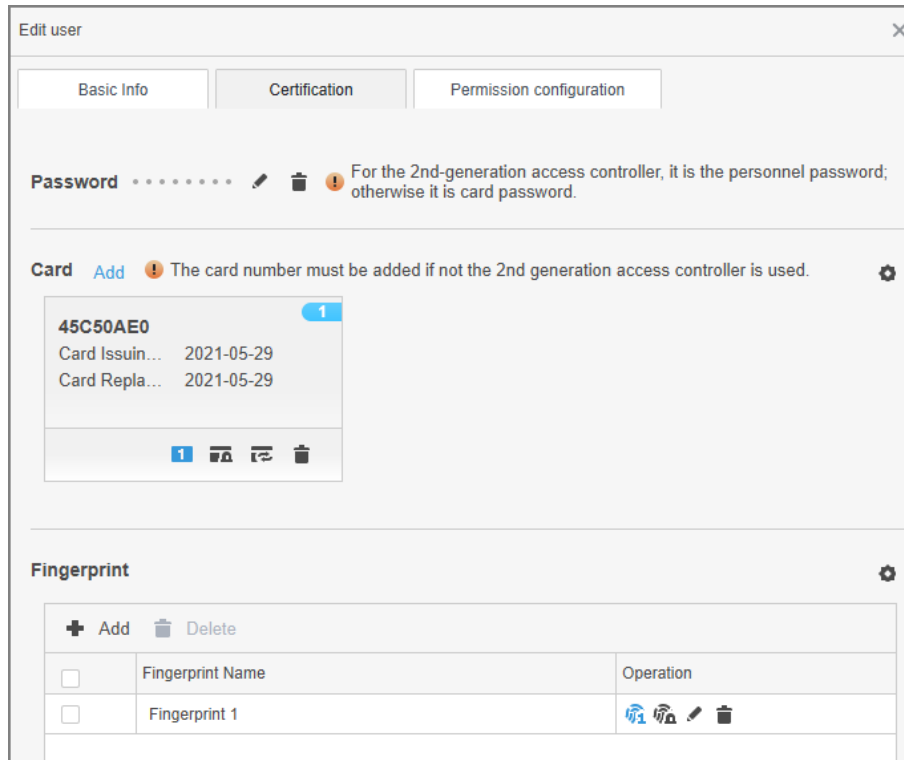 Edit user
Basic Info
Certification
Permission configuration
Password
For the 2nd-generation access controller, it is the personnel password;
otherwise it is card password.
Card Add The card number must be added if not the 2nd generation access controller is used.
1
45C50AE0
Card Issuin... 2021-05-29
Card Repla... 2021-05-29
1
Fingerprint
Add Delete
Fingerprint Name Operation
Fingerprint 1
1